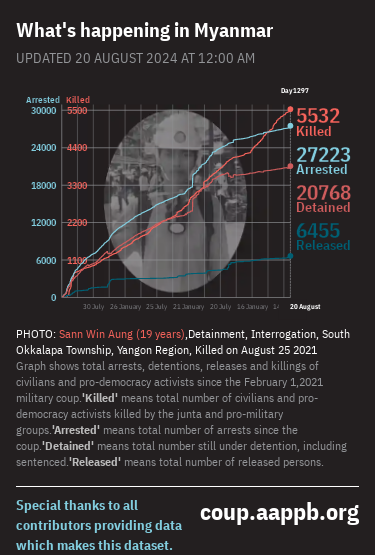 What's happening in Myanmar
UPDATED 20 AUGUST 2024 AT 12:00 AM
Day1297
Arrested Killed
30000 5500
24000 4400
18000 3300
12000 2200
6000 1100
0
5532
Killed
27223
Arrested
20768
Detained
6455
Released
30 July 26 January 25 July 21 January 20 July 16 January 14 20 August
PHOTO: Sann Win Aung (19 years),Detainment, Interrogation, South
Okkalapa Township, Yangon Region, Killed on August 25 2021
Graph shows total arrests, detentions, releases and killings of
civilians and pro-democracy activists since the February 1,2021
military coup.'Killed' means total number of civilians and pro-
democracy activists killed by the junta and pro-military
groups.'Arrested' means total number of arrests since the
coup.'Detained' means total number still under detention, including
sentenced.'Released' means total number of released persons.
Special thanks to all
contributors providing data
which makes this dataset.
coup.aappb.org